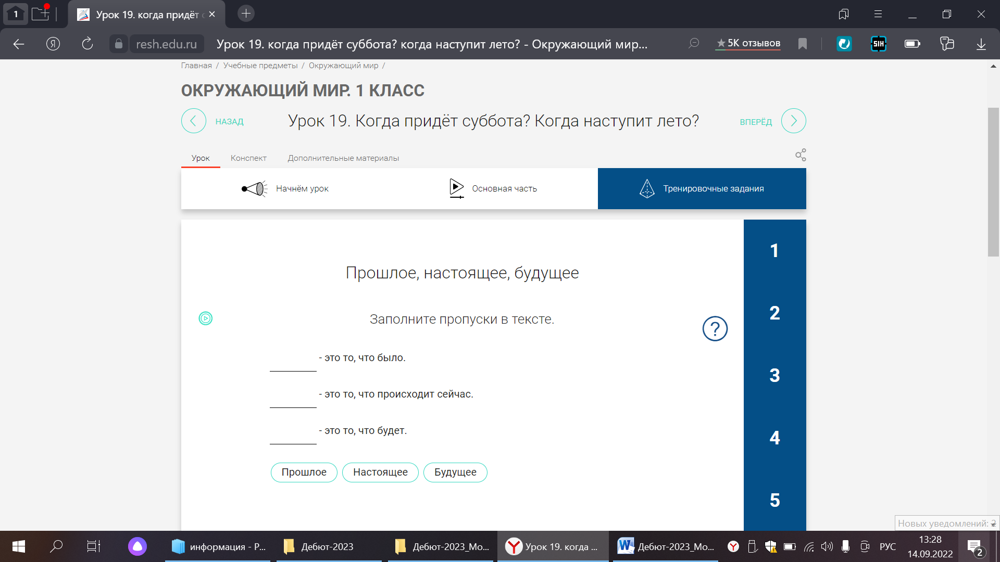 1
Урок 19. когда придёт с
resh.edu.ru
Урок 19. когда придёт суббота? когда наступит лето? - Окружающий мир...
★5К отзывов
SIH
Главная / Учебные предметы / Окружающий мир /
ОКРУЖАЮЩИЙ МИР. 1 КЛАСС
НАЗАД
Урок 19. Когда придёт суббота? Когда наступит лето?
ВПЕРЁД
Урок
Конспект
Дополнительные материалы
Начнём урок
Основная часть
Тренировочные задания
Прошлое, настоящее, будущее
Заполните пропуски в тексте.
?
________ - это то, что было.
________ - это то, что происходит сейчас.
________ - это то, что будет.
Прошлое
Настоящее
Будущее
1
2
3
4
5
Новых уведомлений: 2
информация - P...
Дебют-2023
Дебют-2023_Мо...
Урок 19. когда ...
Дебют-2023_Мо...
РУС
13:28
14.09.2022
2